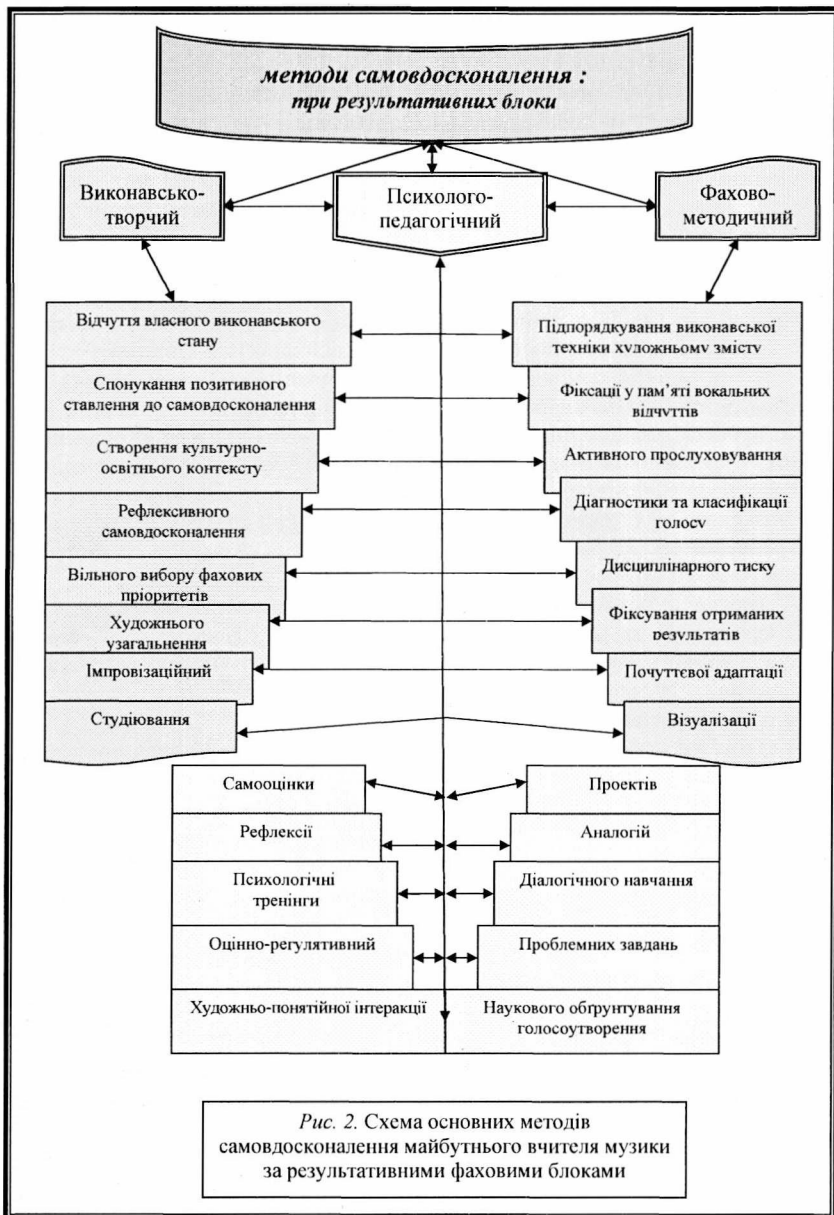 методи самовдосконалення :
три результативних блоки
Виконавсько-
творчий
Психолого-
педагогічний
Фахово-
методичний
Відчуття власного виконавського
стану
Підпорядкування виконавської
техніки художньому змісту
Спонукання позитивного
ставлення до самовдосконалення
Фіксації у пам’яті вокальних
відчуттів
Створення культурно-
освітнього контексту
Активного прослуховування
Рефлексивного
самовдосконалення
Діагностики та класифікації
голосу
Вільного вибору фахових
пріоритетів
Дисциплінарного тиску
Художнього
узагальнення
Фіксування отриманих
результатів
Імпровізаційний
Почуттєвої адаптації
Студіювання
Візуалізації
Самооцінки
Проектів
Рефлексії
Аналогій
Психологічні
тренінги
Діалогічного навчання
Оцінно-регулятивний
Проблемних завдань
Художньо-понятійної інтеракції
Наукового обґрунтування
голосоутворення
Рис. 2. Схема основних методів
самовдосконалення майбутнього вчителя музики
за результативними фаховими блоками